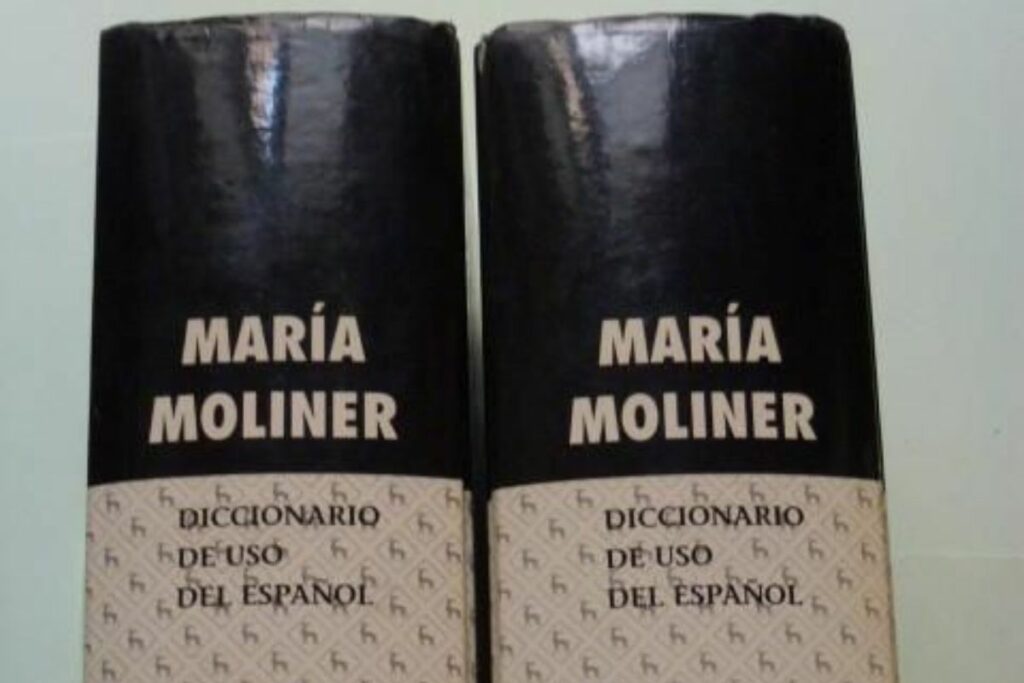 MARÍA
MOLINER
DICCIONARIO
DE USO
DEL ESPAÑOL
MARÍA
MOLINER
DICCIONARIO
DE USO
DEL ESPAÑOL